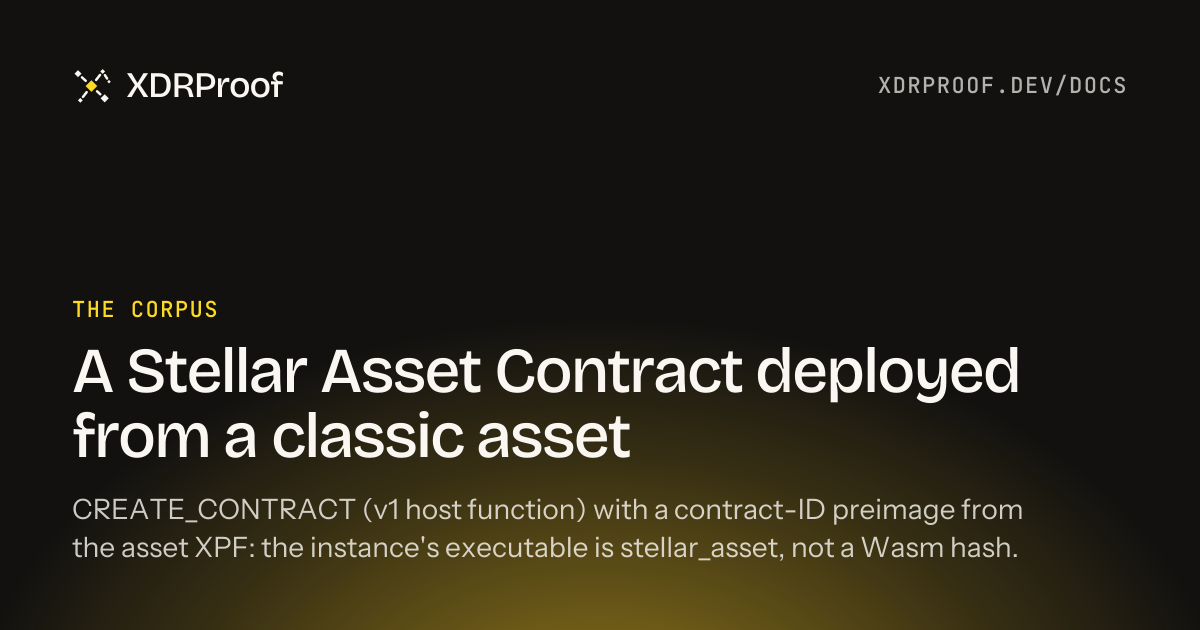 XDRProof
XDRPROOF.DEV/DOCS
THE CORPUS
A Stellar Asset Contract deployed
from a classic asset
CREATE_CONTRACT (v1 host function) with a contract-ID preimage from
the asset XPF: the instance's executable is stellar_asset, not a Wasm hash.